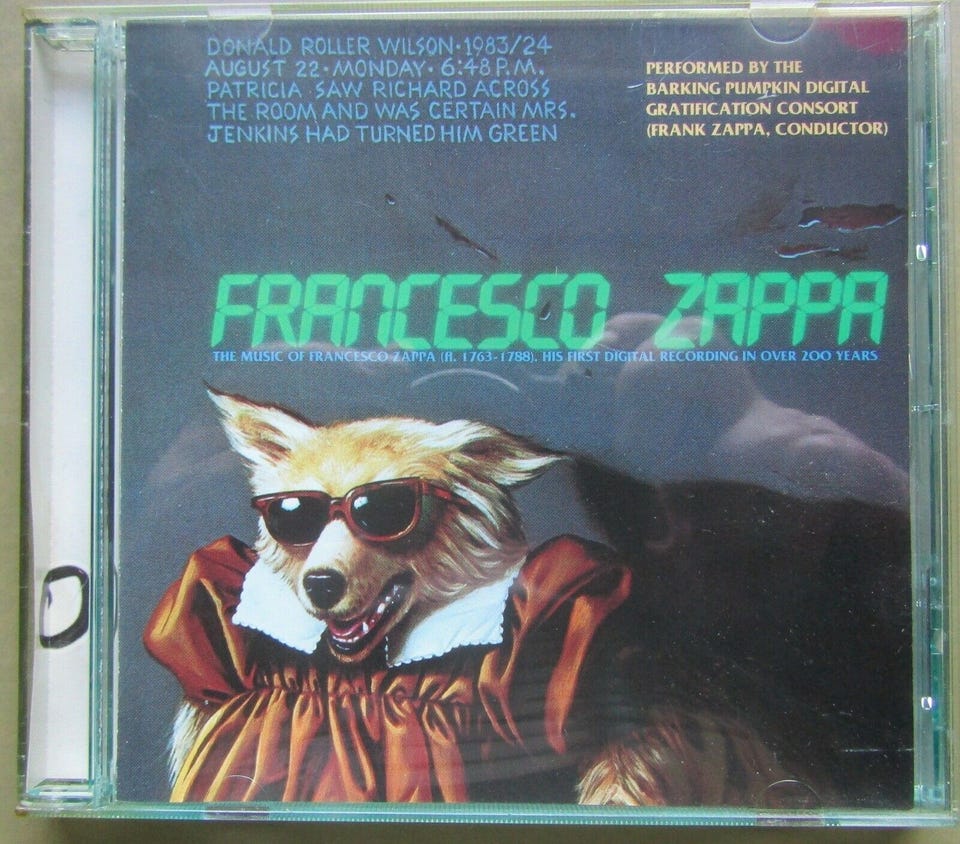 DONALD ROLLER WILSON • 1983/24
AUGUST 22 • MONDAY • 6:48 P.M.
PATRICIA SAW RICHARD ACROSS
THE ROOM AND WAS CERTAIN MRS.
JENKINS HAD TURNED HIM GREEN
PERFORMED BY THE
BARKING PUMPKIN DIGITAL
GRATIFICATION CONSORT
(FRANK ZAPPA, CONDUCTOR)
FRANCESCO ZAPPA
THE MUSIC OF FRANCESCO ZAPPA (fl. 1763-1788). HIS FIRST DIGITAL RECORDING IN OVER 200 YEARS